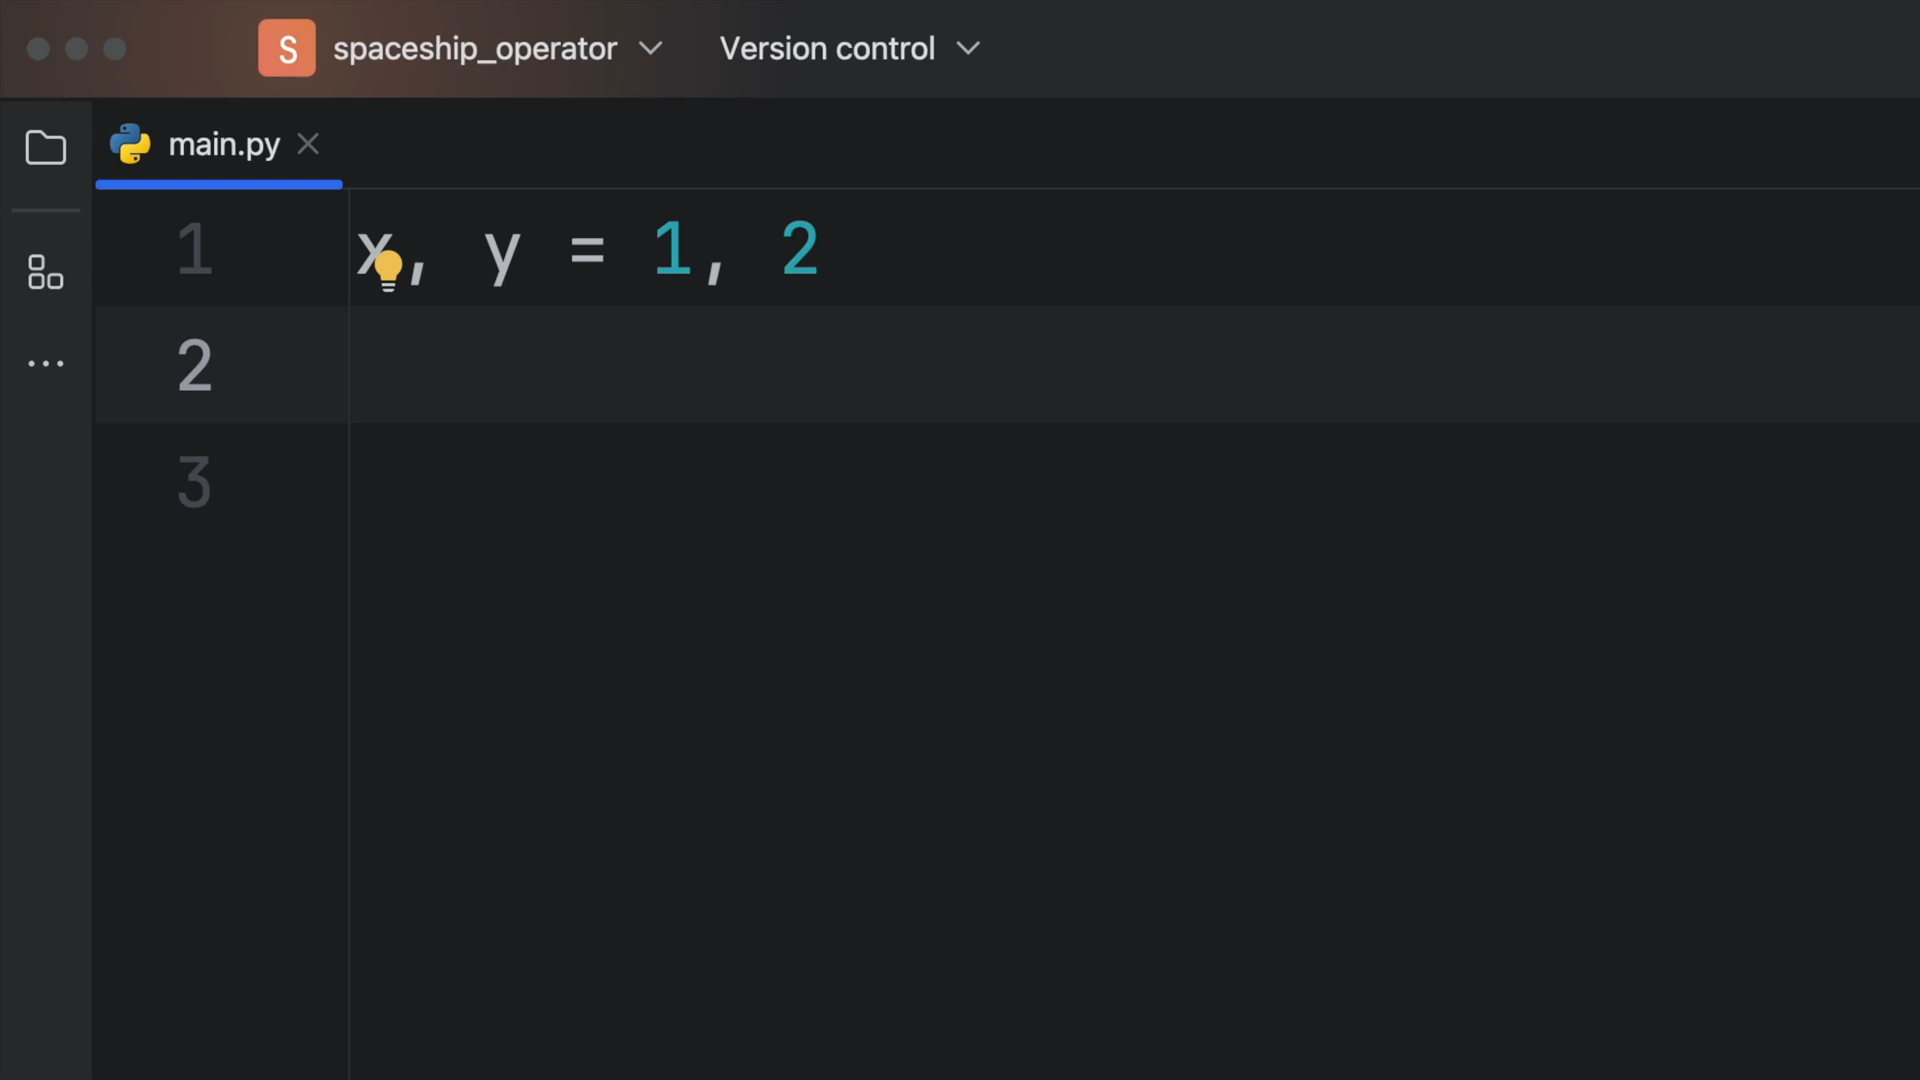 S spaceship_operator Version control
main.py
1 x, y = 1, 2
2
3